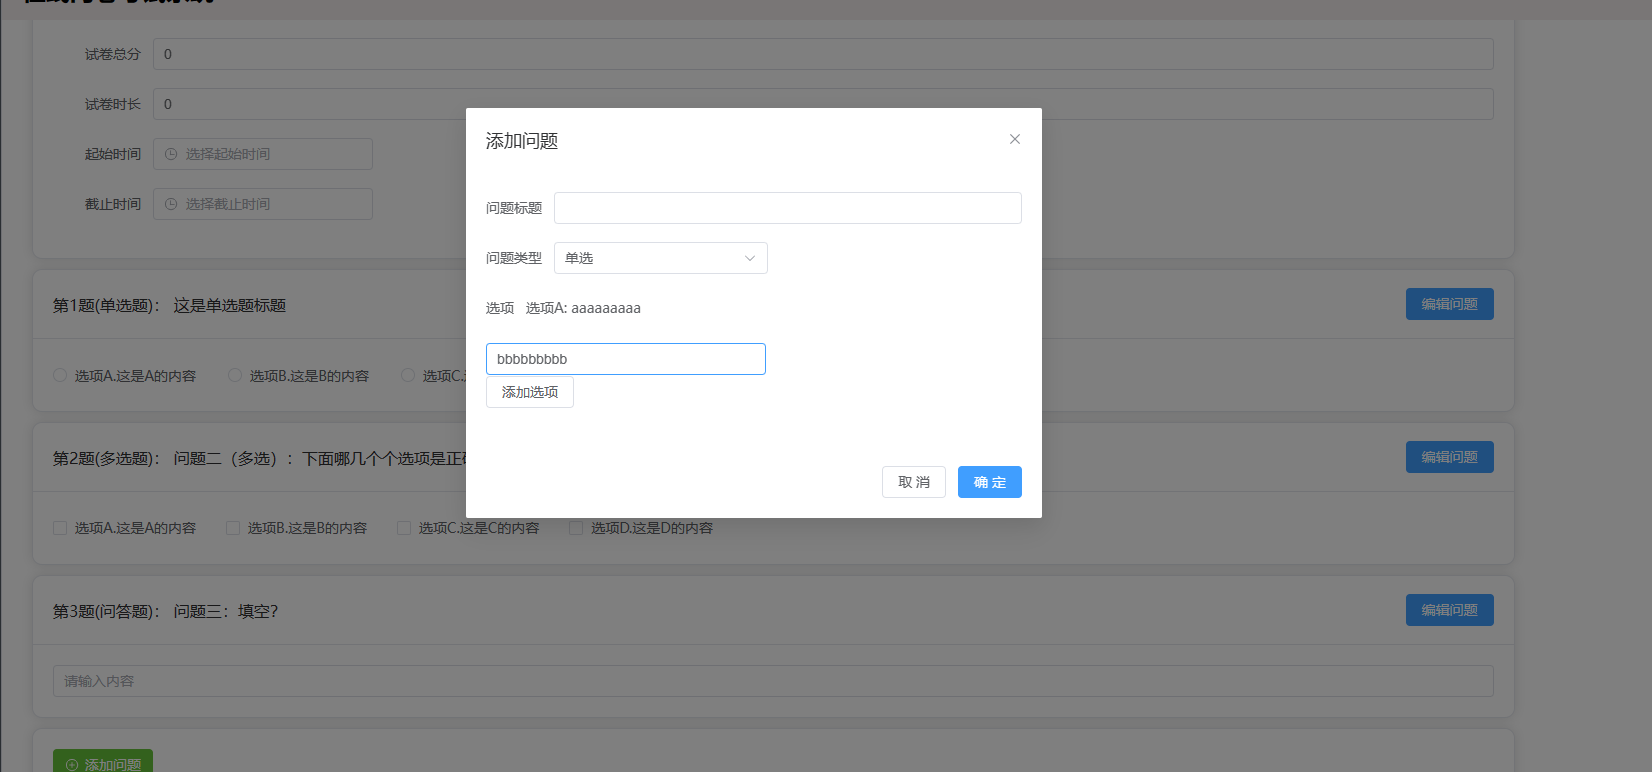 试卷总分 0
试卷时长 0
起始时间 选择起始时间
截止时间 选择截止时间
添加问题
问题标题
问题类型 单选
选项 选项A: aaaaaaaaa
bbbbbbbbb
添加选项
取 消 确 定
第1题(单选题)： 这是单选题标题 编辑问题
选项A.这是A的内容 选项B.这是B的内容 选项C.
第2题(多选题)： 问题二（多选）：下面哪几个个选项是正 编辑问题
选项A.这是A的内容 选项B.这是B的内容 选项C.这是C的内容 选项D.这是D的内容
第3题(问答题)： 问题三：填空? 编辑问题
请输入内容
添加问题